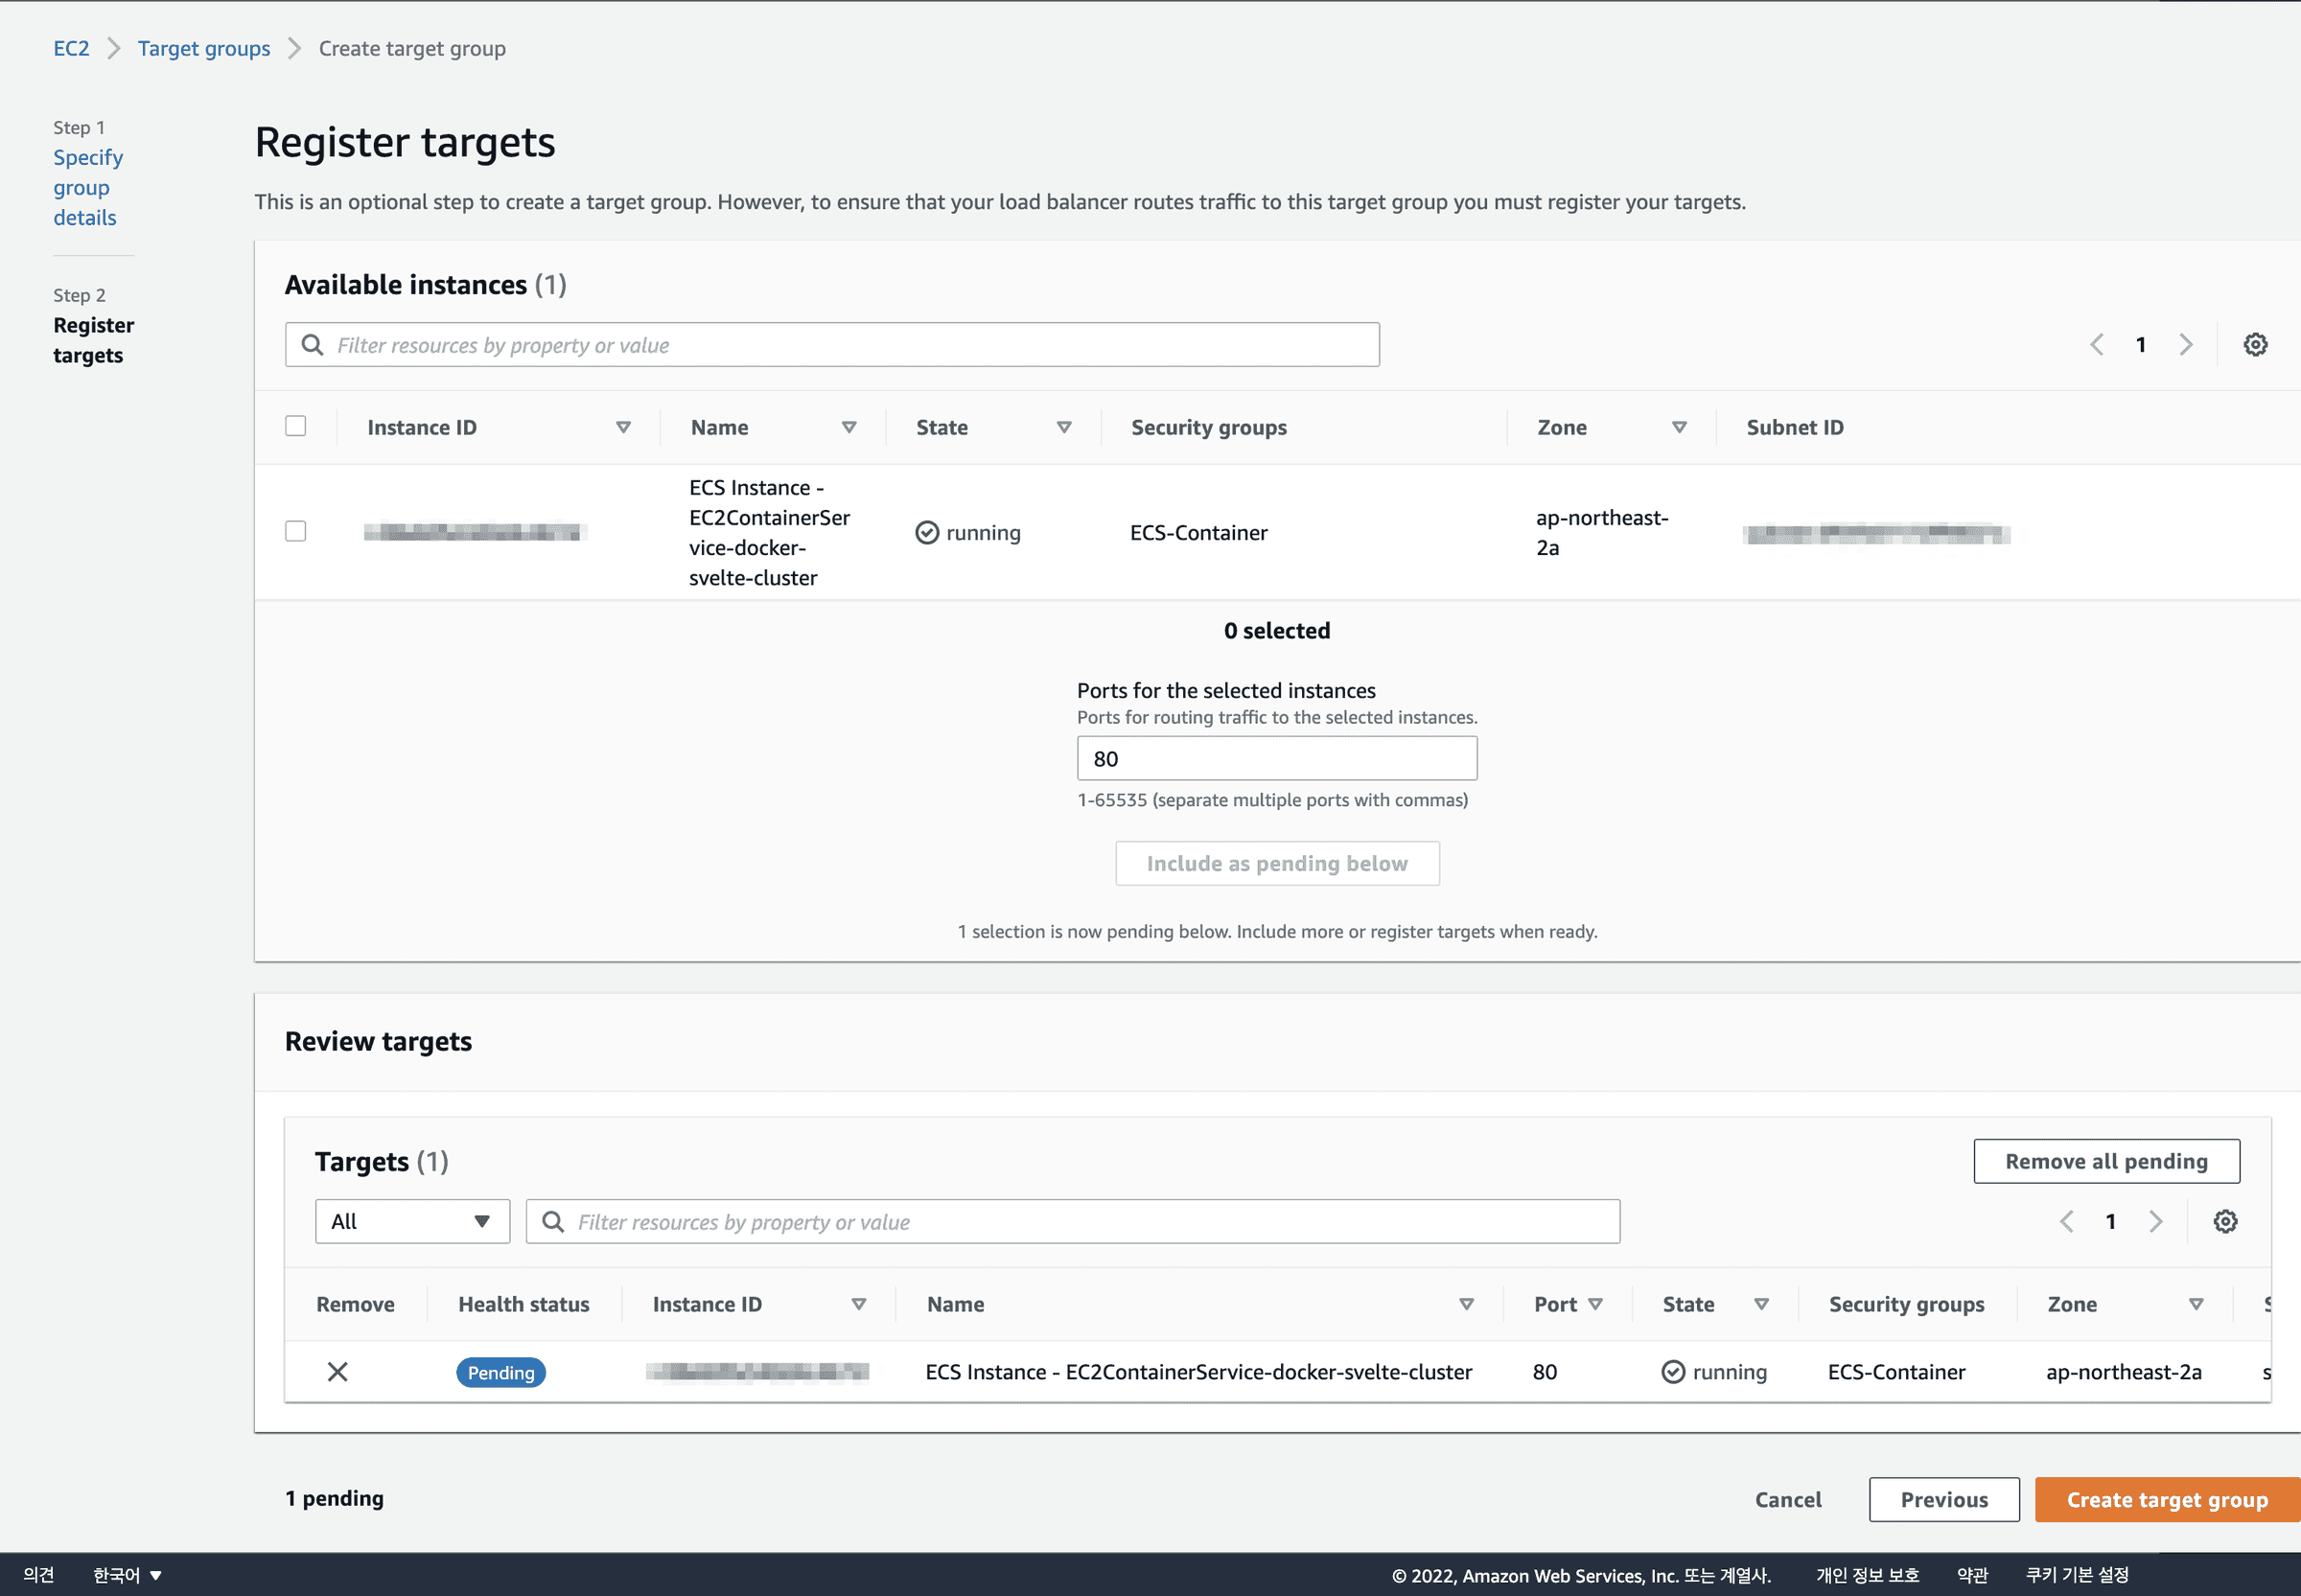 EC2 > Target groups > Create target group
Step 1
Specify
group
details
Step 2
Register
targets
Register targets
This is an optional step to create a target group. However, to ensure that your load balancer routes traffic to this target group you must register your targets.
Available instances (1)
Filter resources by property or value
1
Instance ID Name State Security groups Zone Subnet ID
ECS Instance -
EC2ContainerSer
vice-docker-
svelte-cluster
running
ECS-Container
ap-northeast-
2a
0 selected
Ports for the selected instances
Ports for routing traffic to the selected instances.
80
1-65535 (separate multiple ports with commas)
Include as pending below
1 selection is now pending below. Include more or register targets when ready.
Review targets
Targets (1)
Remove all pending
All
Filter resources by property or value
1
Remove Health status Instance ID Name Port State Security groups Zone
Pending ECS Instance - EC2ContainerService-docker-svelte-cluster 80 running ECS-Container ap-northeast-2a
1 pending
Cancel
Previous
Create target group
의견 한국어 © 2022, Amazon Web Services, Inc. 또는 계열사. 개인 정보 보호 약관 쿠키 기본 설정